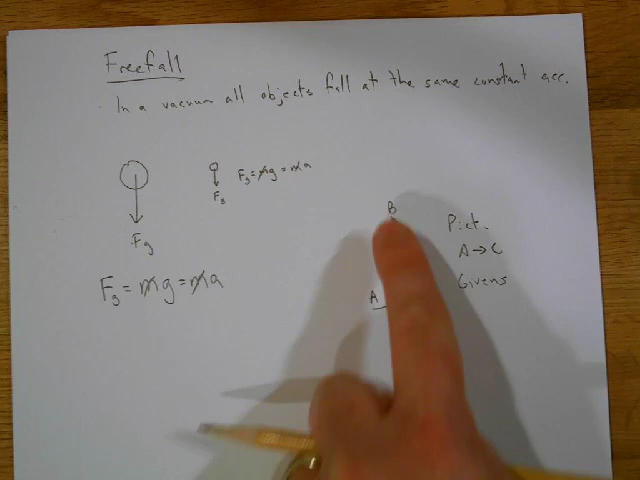 Freefall
In a vacuum all objects fall at the same constant acc.
Fg = mg = ma
Fg
Fg
Fg = mg = ma
B
A
Pict.
A→C
Givens